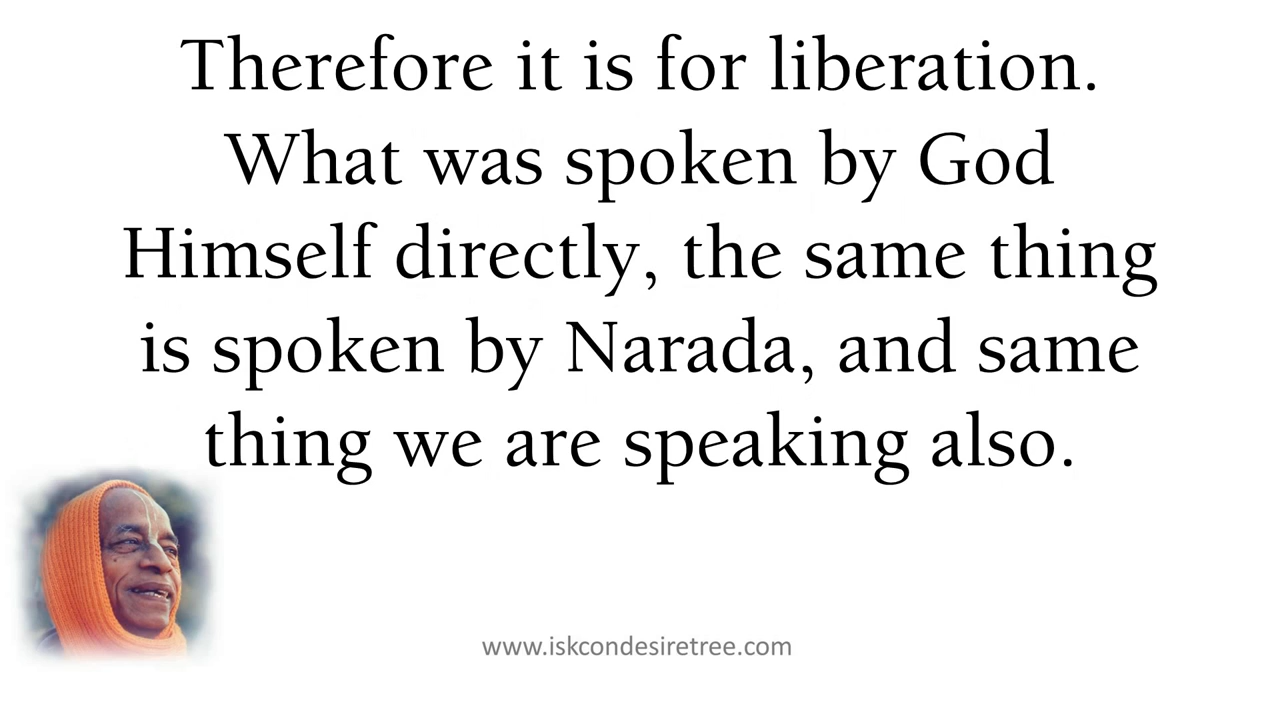 Therefore it is for liberation.
What was spoken by God
Himself directly, the same thing
is spoken by Narada, and same
thing we are speaking also.
www.iskcondesiretree.com